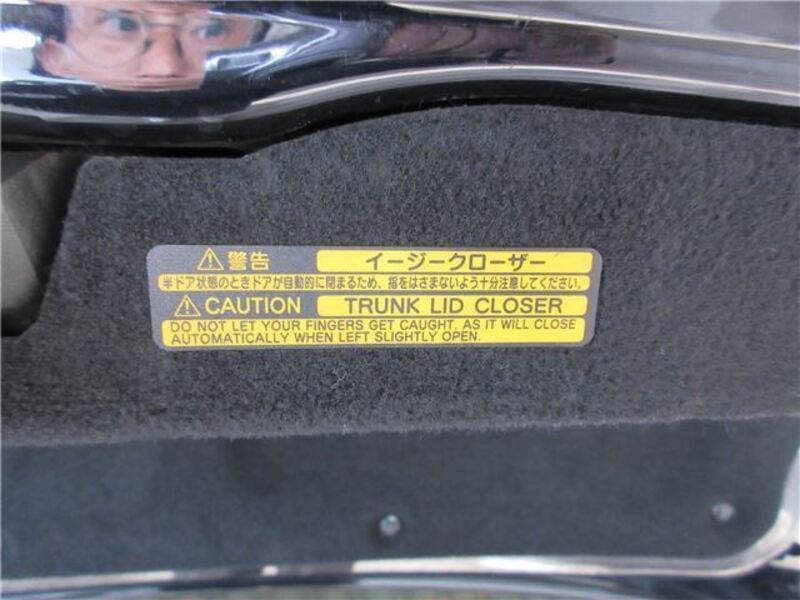 ⚠警告 イージークローザー
半ドア状態のときドアが自動的に閉まるため、指をはさまないよう十分注意してください。
⚠CAUTION TRUNK LID CLOSER
DO NOT LET YOUR FINGERS GET CAUGHT. AS IT WILL CLOSE
AUTOMATICALLY WHEN LEFT SLIGHTLY OPEN.